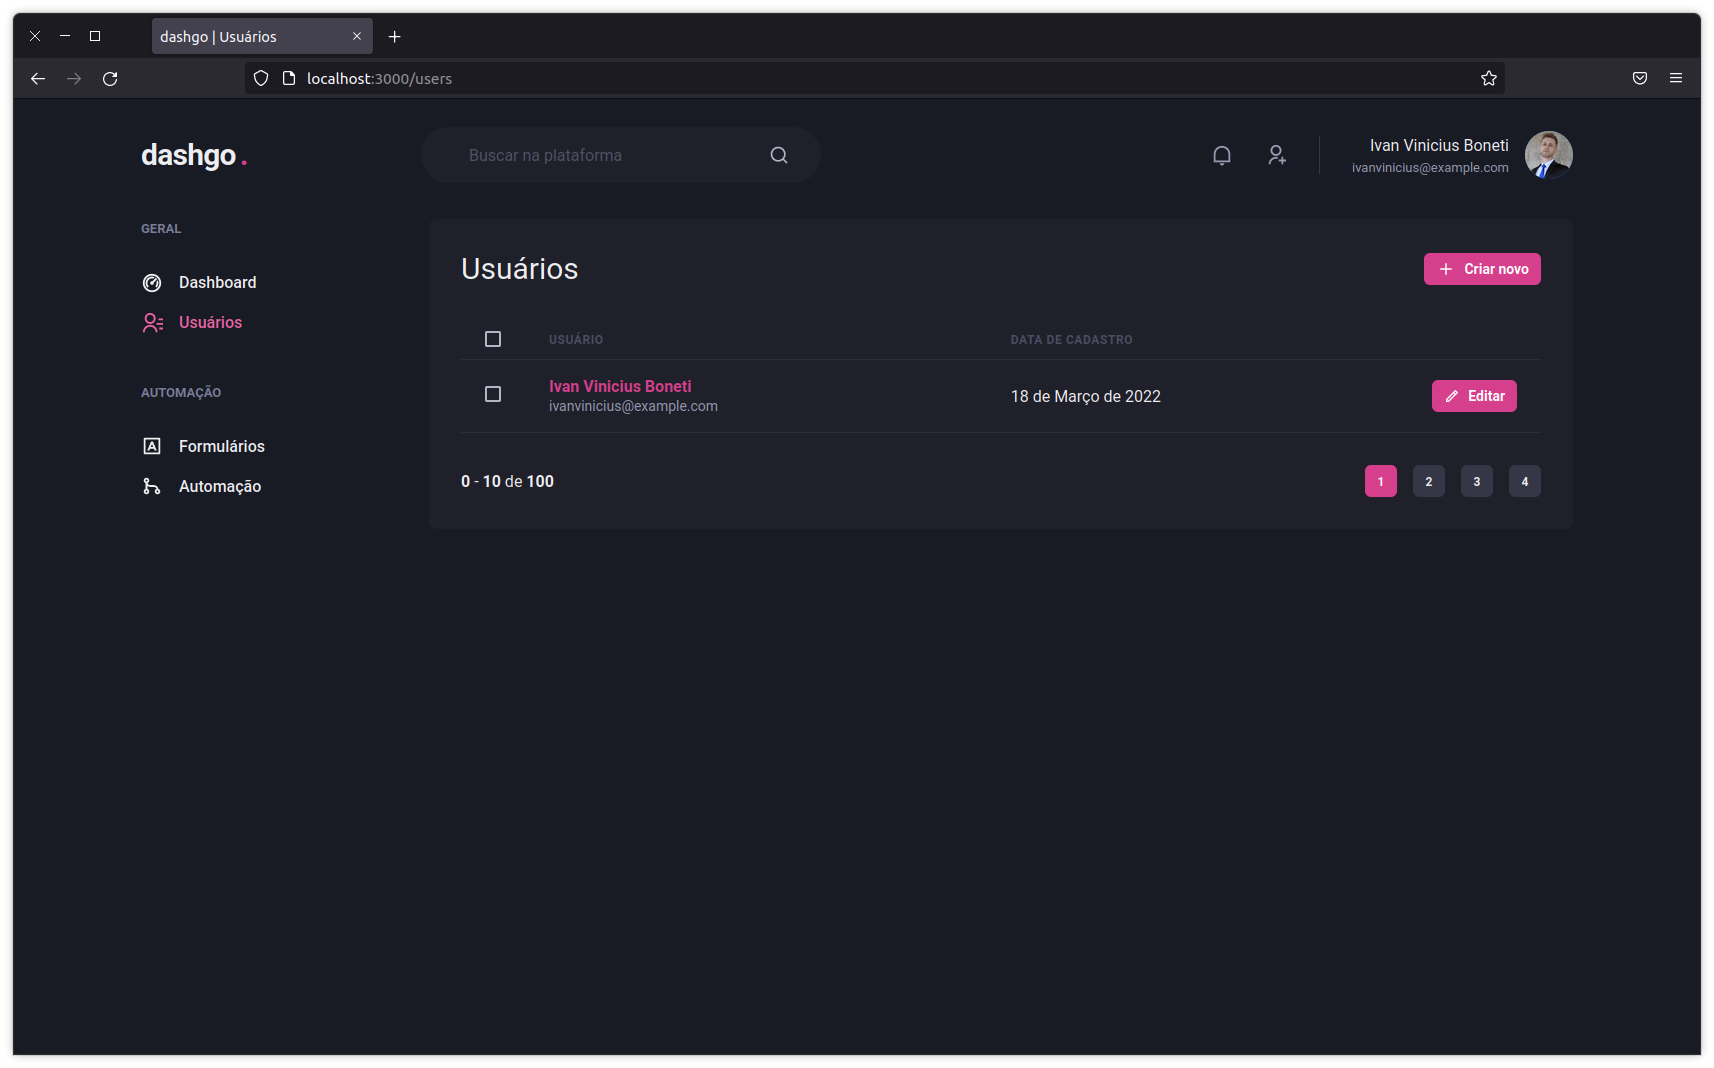 dashgo | Usuários
localhost:3000/users
dashgo.
Buscar na plataforma
Ivan Vinicius Boneti
ivanvinicius@example.com
GERAL
Dashboard
Usuários
AUTOMAÇÃO
Formulários
Automação
Usuários
Criar novo
USUÁRIO
DATA DE CADASTRO
Ivan Vinicius Boneti
ivanvinicius@example.com
18 de Março de 2022
Editar
0 - 10 de 100
1 2 3 4